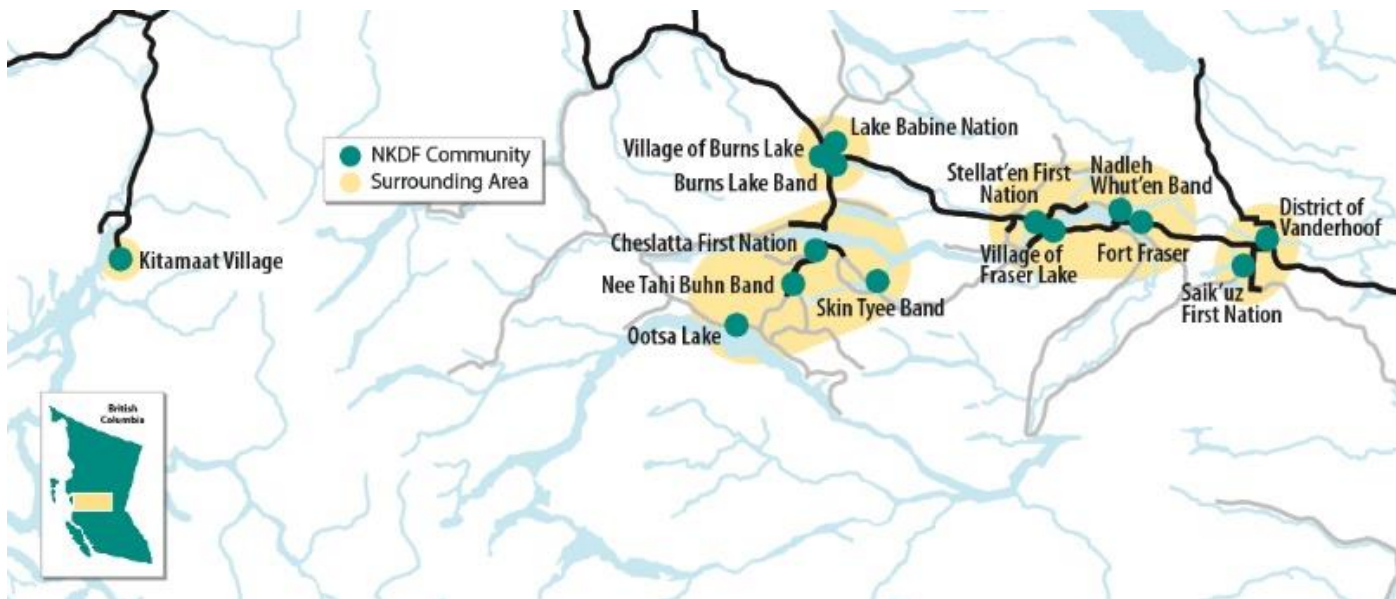 Lake Babine Nation
Village of Burns Lake
Burns Lake Band
NKDF Community
Surrounding Area
Stellat'en First
Nation
Nadleh
Whut'en Band
District of
Vanderhoof
Kitamaat Village
Cheslatta First Nation
Nee Tahi Buhn Band
Skin Tyee Band
Ootsa Lake
Village of
Fraser Lake
Fort Fraser
Saik'uz
First Nation
British
Columbia